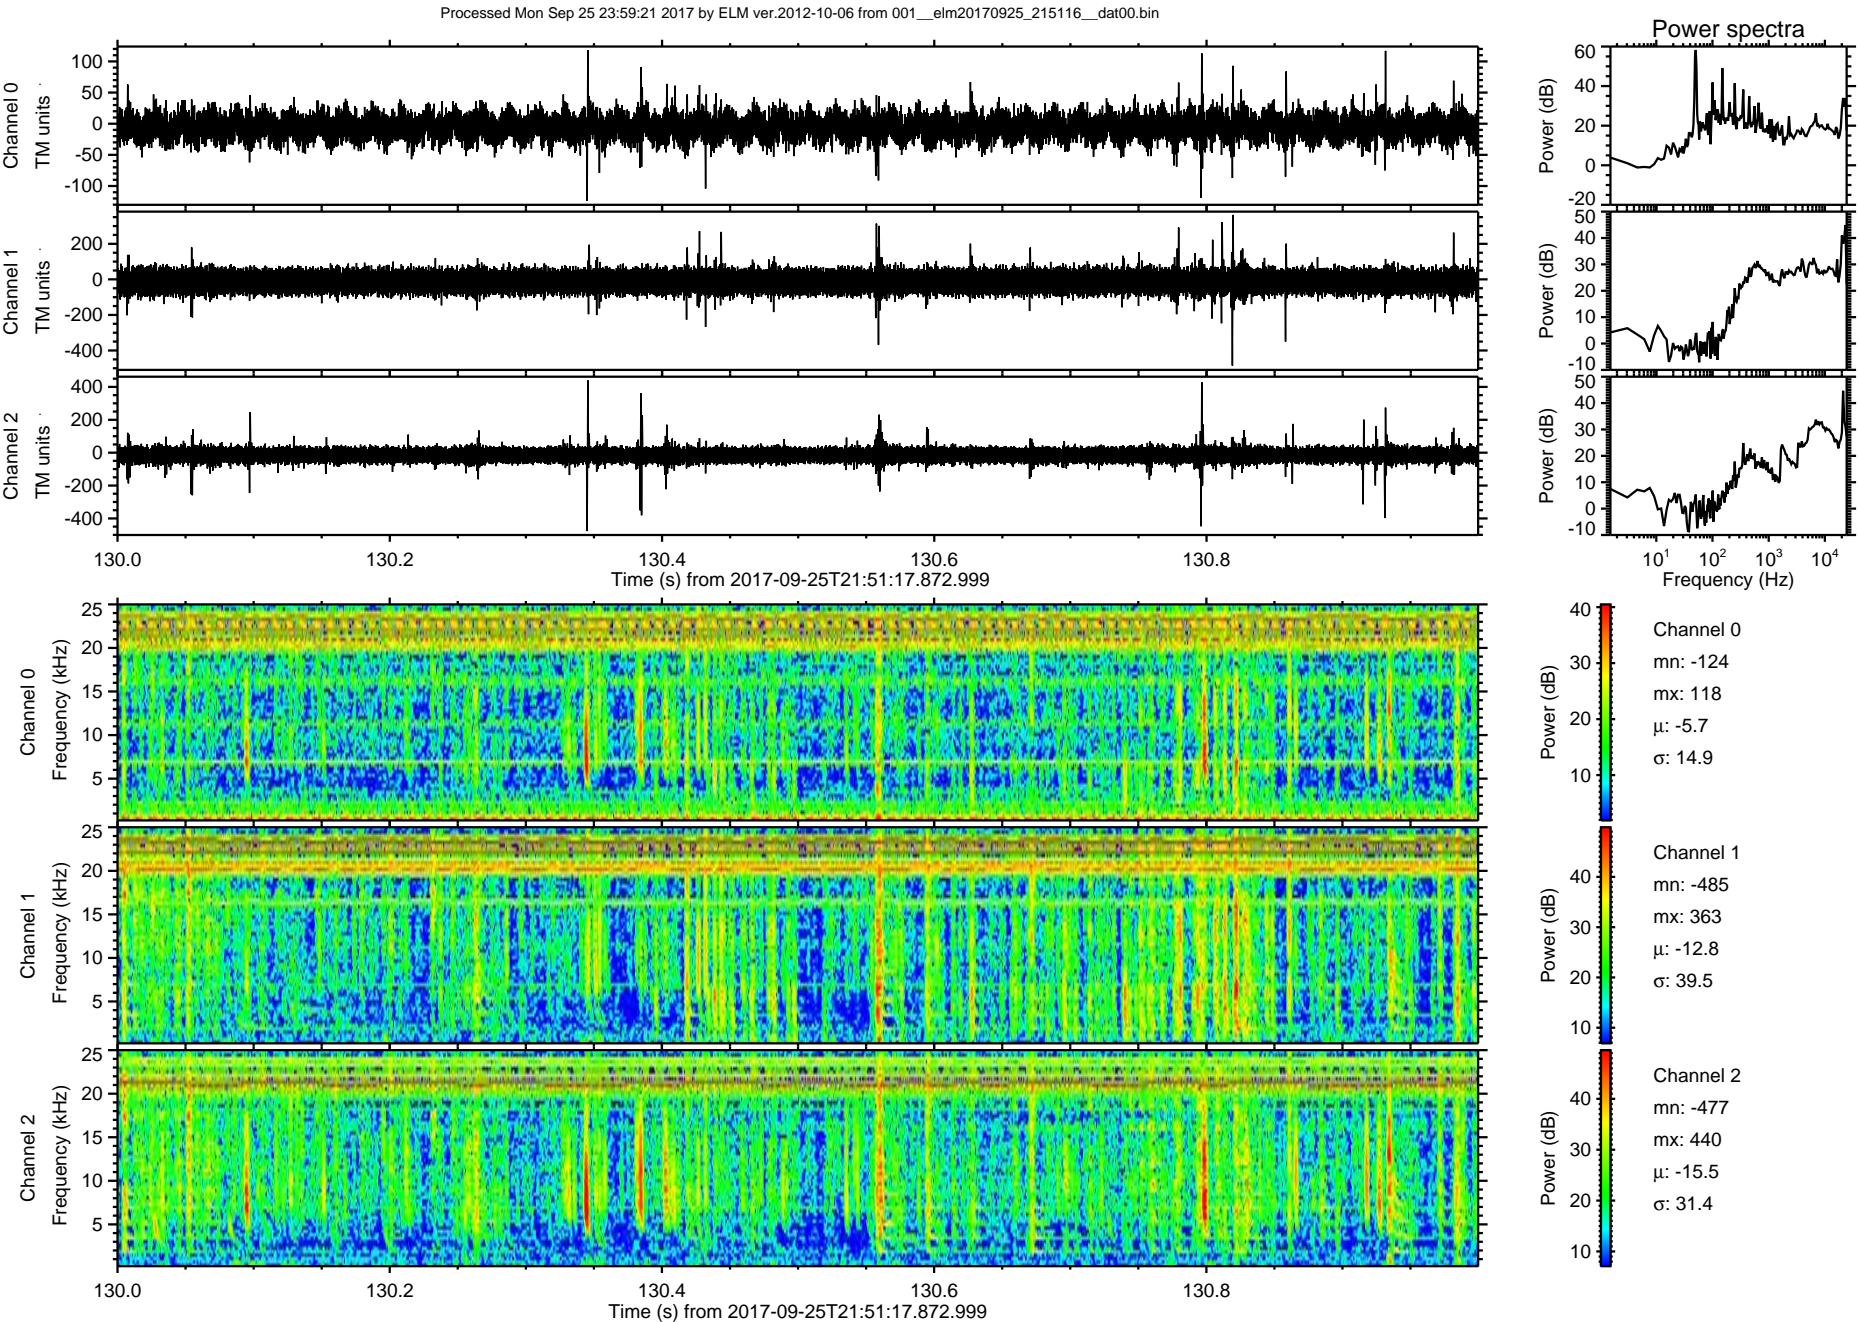 Processed Mon Sep 25 23:59:21 2017 by ELM ver.2012-10-06 from 001__elm20170925_215116__dat00.bin
Power spectra
Channel 0
TM units
100
50
0
-50
-100
Power (dB)
60
40
20
0
-20
Channel 1
TM units
200
0
-200
-400
Power (dB)
50
40
30
20
10
0
-10
Channel 2
TM units
400
200
0
-200
-400
Power (dB)
50
40
30
20
10
0
-10
130.0 130.2 130.4 130.6 130.8
Time (s) from 2017-09-25T21:51:17.872.999
10¹ 10² 10³ 10⁴
Frequency (Hz)
Channel 0
Frequency (kHz)
25
20
15
10
5
Power (dB)
40
30
20
10
Channel 0
mn: -124
mx: 118
μ: -5.7
σ: 14.9
Channel 1
Frequency (kHz)
25
20
15
10
5
Power (dB)
40
30
20
10
Channel 1
mn: -485
mx: 363
μ: -12.8
σ: 39.5
Channel 2
Frequency (kHz)
25
20
15
10
5
Power (dB)
40
30
20
10
Channel 2
mn: -477
mx: 440
μ: -15.5
σ: 31.4
130.0 130.2 130.4 130.6 130.8
Time (s) from 2017-09-25T21:51:17.872.999